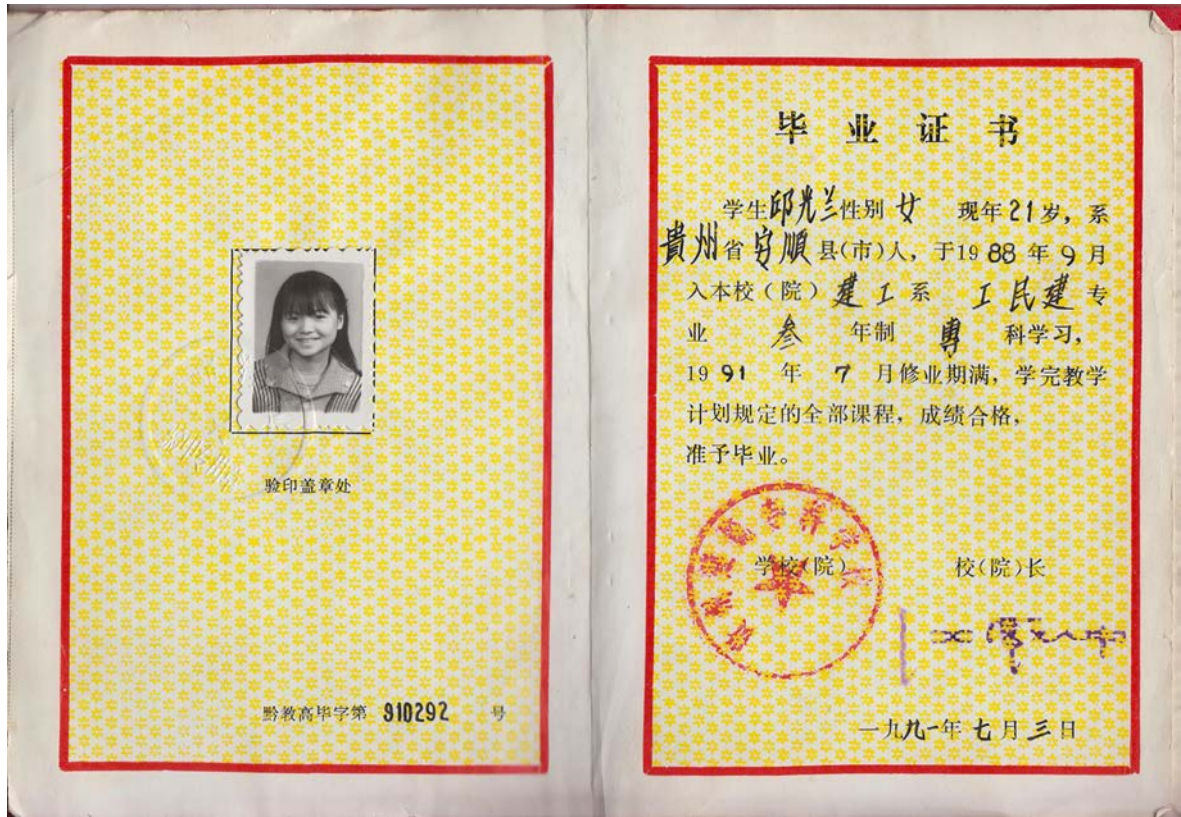 验印盖章处
黔教高毕字第 910292 号
毕业证书
学生邱光兰性别 女 现年21岁，系
貴州省安順县(市)人，于1988年9月
入本校（院）建工系 工民建专
业 叁 年制 專 科学习，
1991 年 7 月修业期满，学完教学
计划规定的全部课程，成绩合格，
准予毕业。
学校(院) 校(院)长
一九九一年七月三日